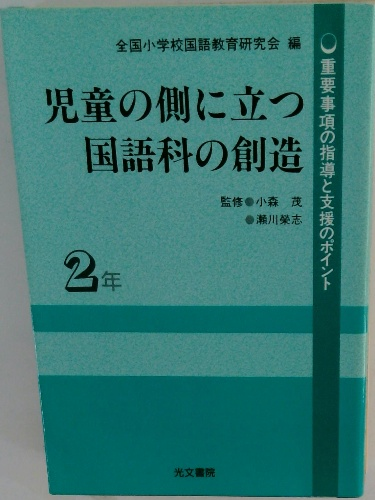 全国小学校国語教育研究会 編
児童の側に立つ
国語科の創造
監修●小森 茂
●瀬川榮志
2年
○重要事項の指導と支援のポイント
光文書院